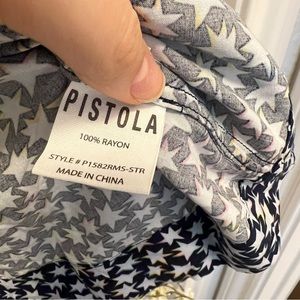 PISTOLA
100% RAYON
STYLE # P1582RMS-STR
MADE IN CHINA